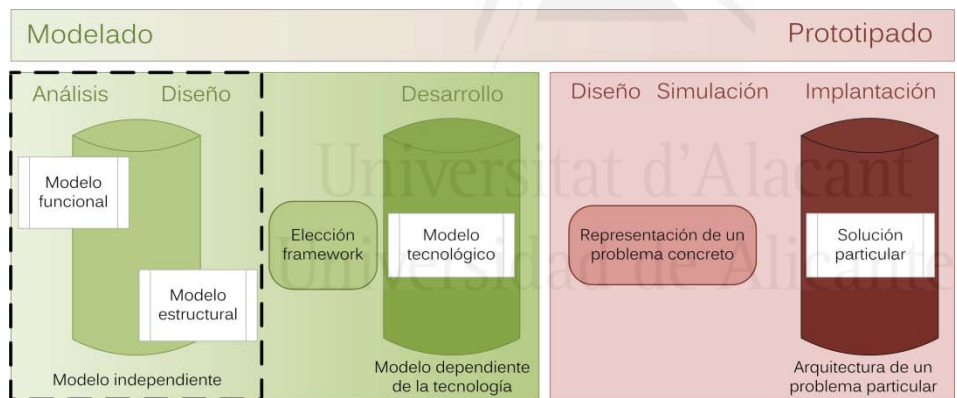 Modelado
Prototipado
Análisis
Diseño
Desarrollo
Diseño
Simulación
Implantación
Modelo
funcional
Modelo
estructural
Modelo independiente
Elección
framework
Modelo
tecnológico
Modelo dependiente
de la tecnología
Representación de un
problema concreto
Solución
particular
Arquitectura de un
problema particular
Universitat d'Alacant
Universidad de Alicante